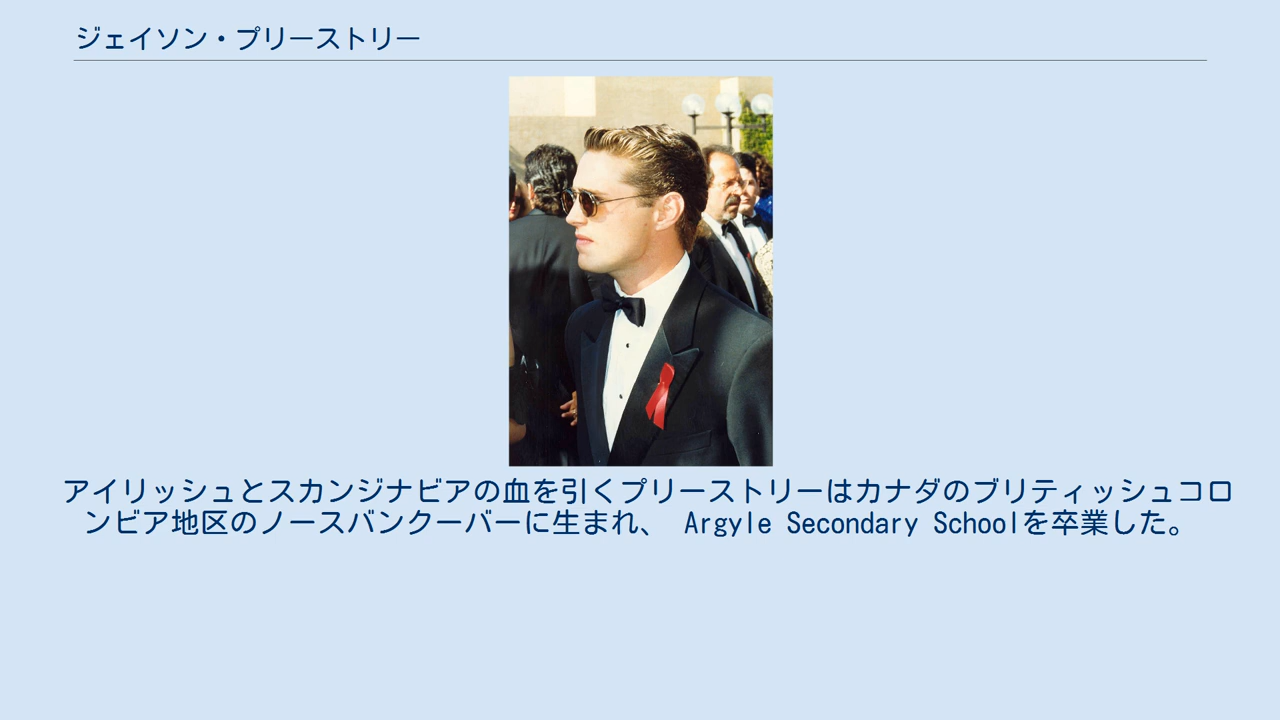 ジェイソン・プリーストリー
アイリッシュとスカンジナビアの血を引くプリーストリーはカナダのブリティッシュコロ
ンビア地区のノースバンクーバーに生まれ、 Argyle Secondary Schoolを卒業した。